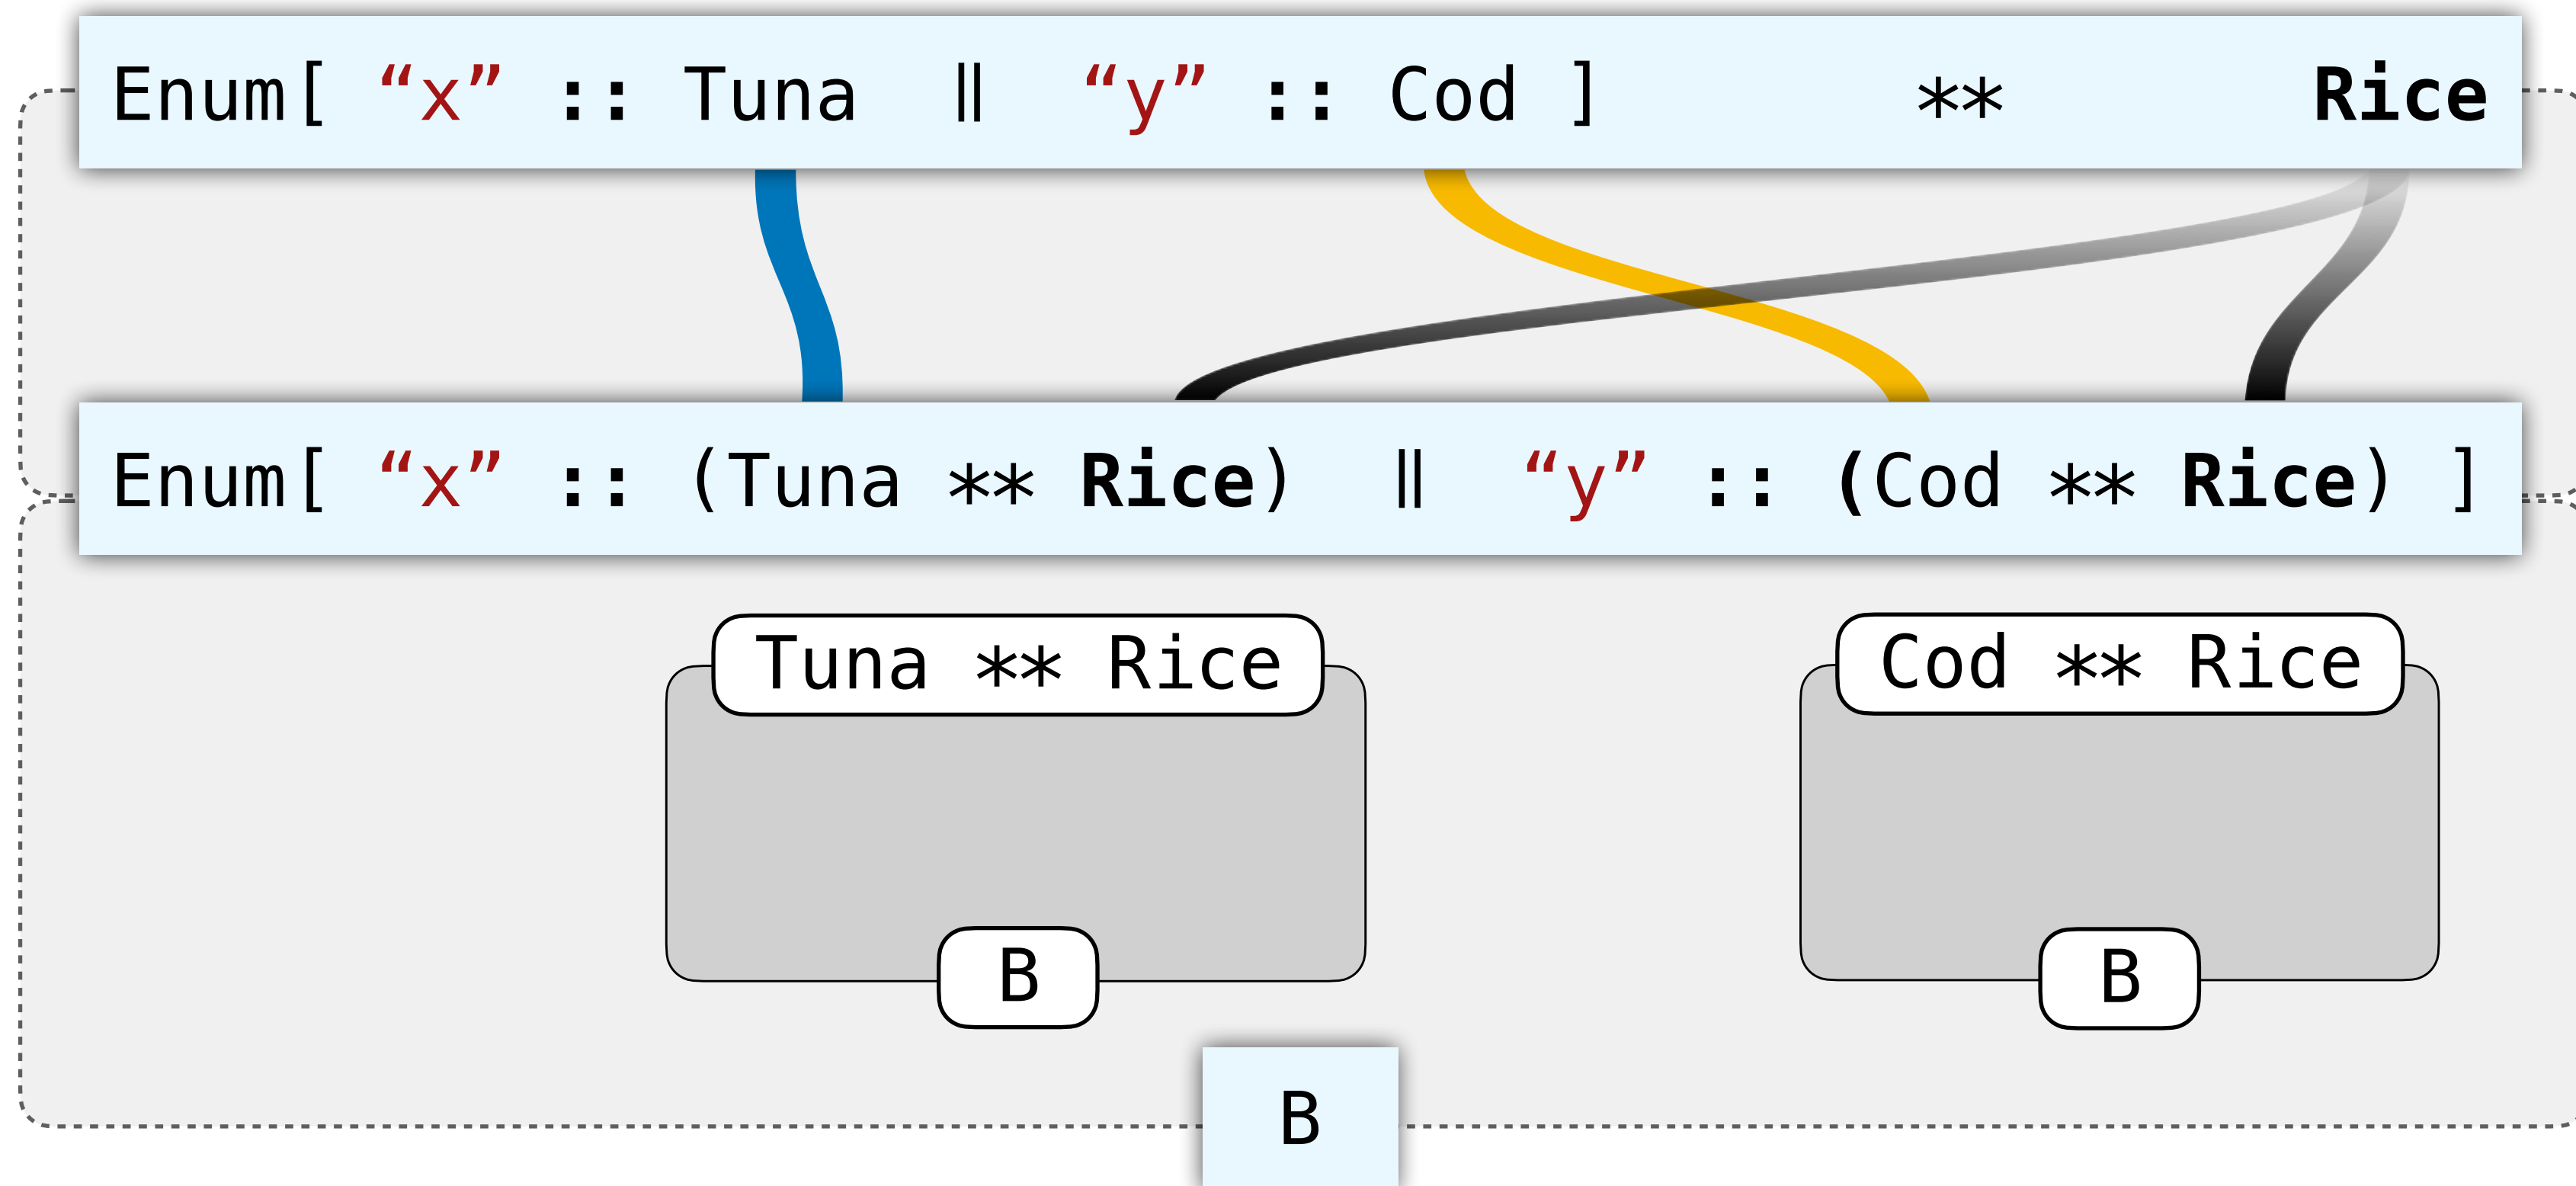 Enum[ “x” :: Tuna || “y” :: Cod ] ** Rice
Enum[ “x” :: (Tuna ** Rice) || “y” :: (Cod ** Rice) ]
Tuna ** Rice Cod ** Rice
B B
B